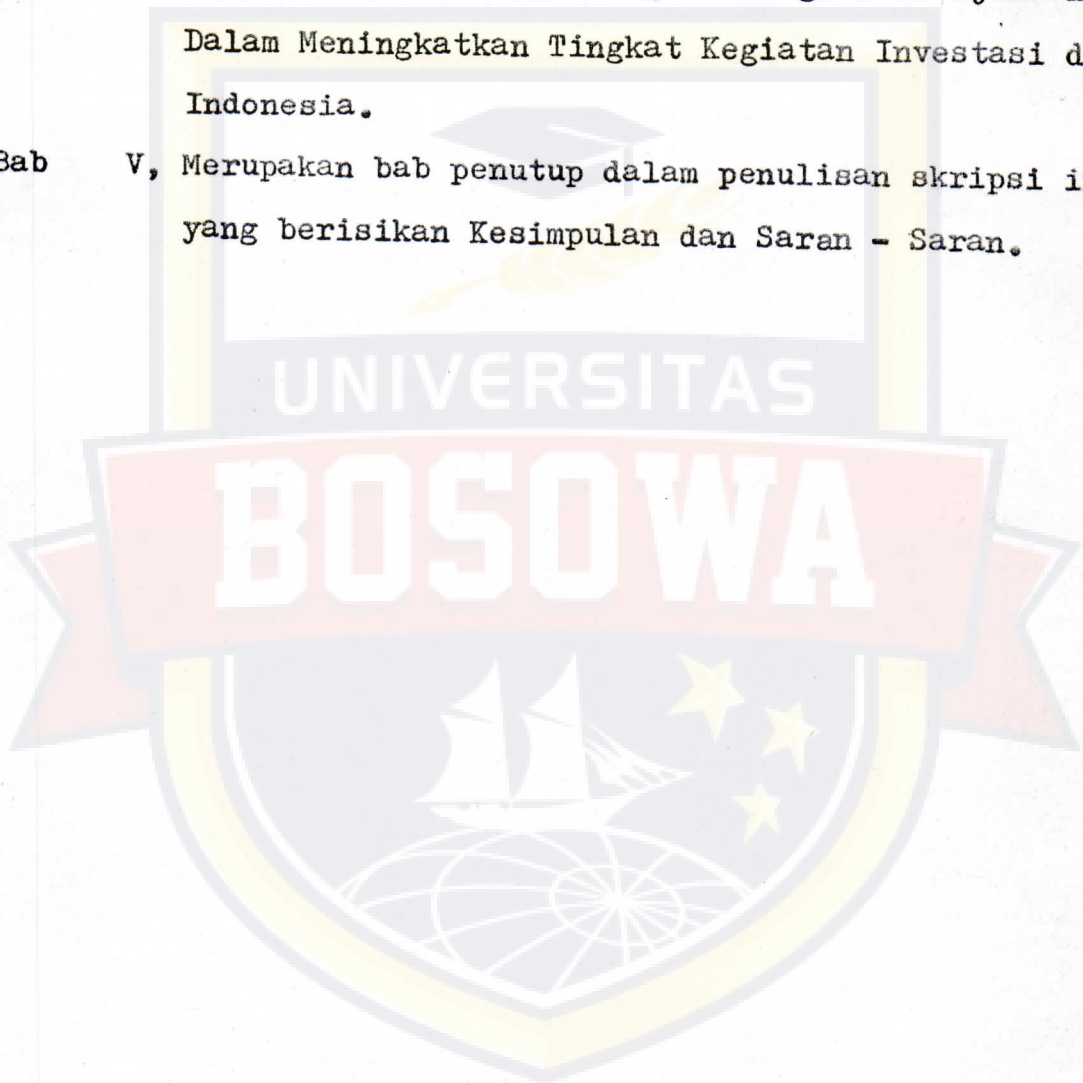 Dalam Meningkatkan Tingkat Kegiatan Investasi d
Indonesia.
Bab V, Merupakan bab penutup dalam penulisan skripsi i
yang berisikan Kesimpulan dan Saran - Saran.
UNIVERSITAS
BOSOWA